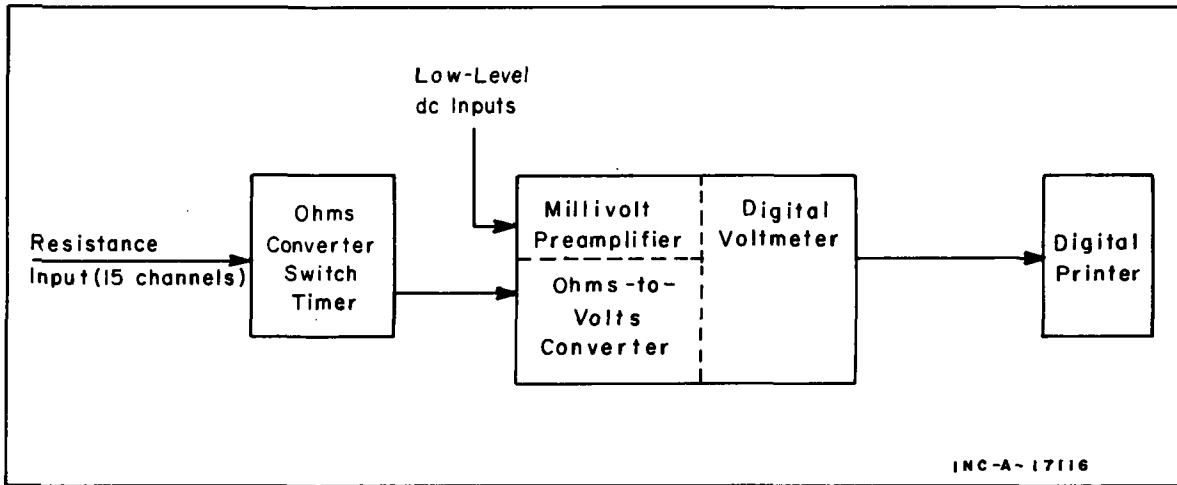 Low-Level
dc Inputs
Resistance
Input (15 channels)
Ohms
Converter
Switch
Timer
Millivolt
Preamplifier
Ohms-to-
Volts
Converter
Digital
Voltmeter
Digital
Printer
INC-A-17116